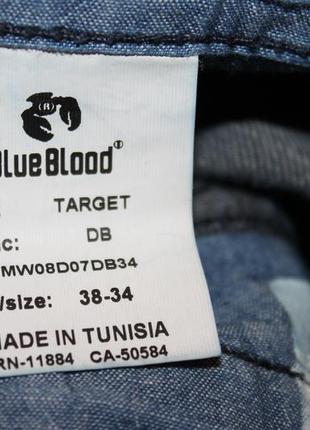 (R)
BlueBlood®
TARGET
c: DB
MW08D07DB34
/size: 38-34
MADE IN TUNISIA
RN-11884 CA-50584